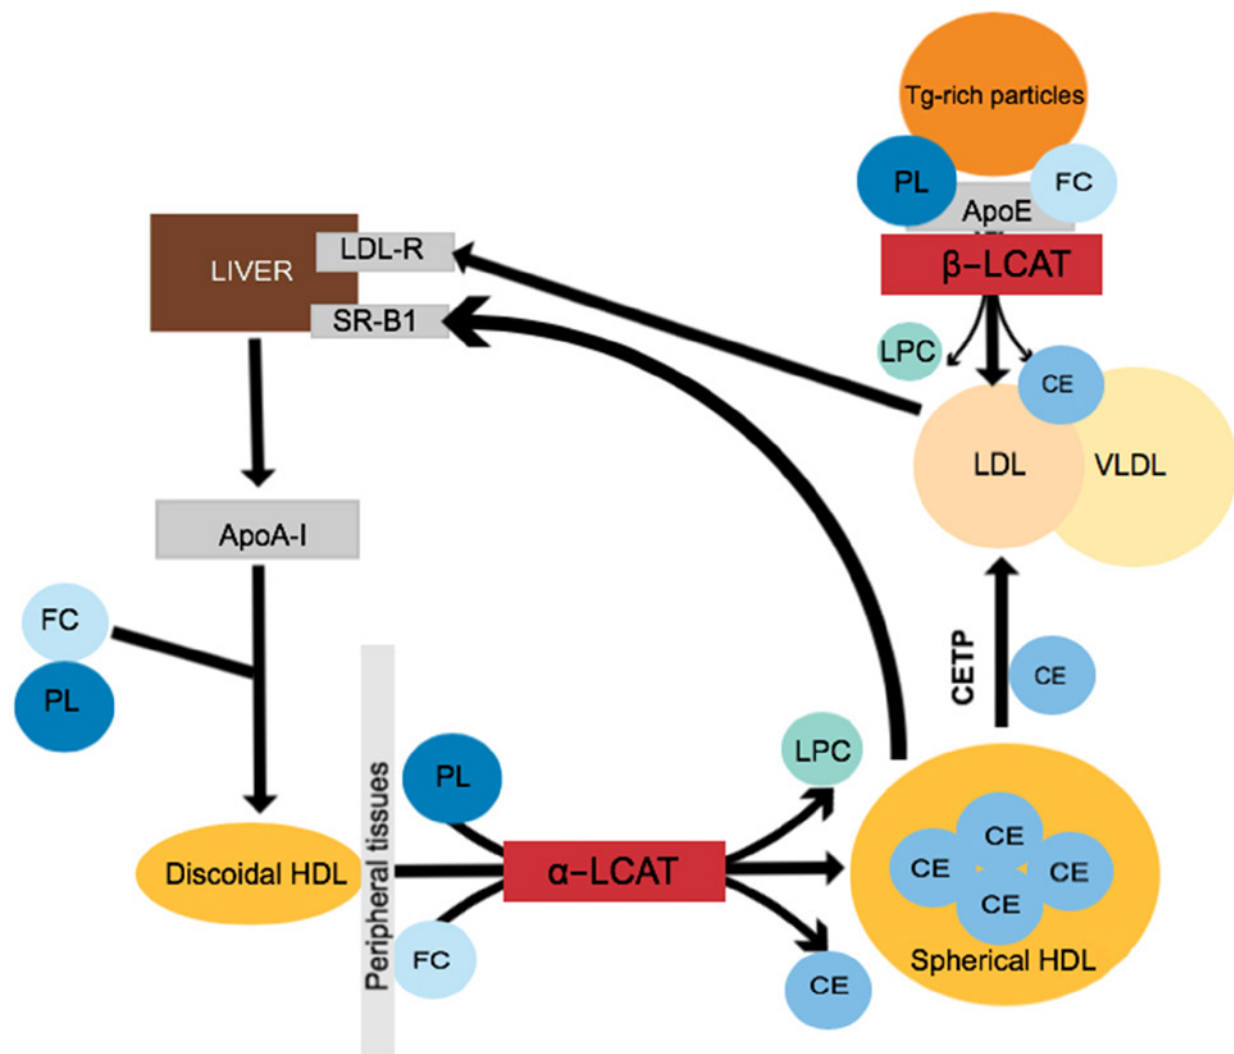 Tg-rich particles
PL
FC
ApoE
β-LCAT
LIVER
LDL-R
SR-B1
LPC
CE
LDL
VLDL
ApoA-I
FC
PL
CETP
CE
Peripheral tissues
PL
LPC
Discoidal HDL
α-LCAT
FC
CE
CE
CE
CE
CE
Spherical HDL